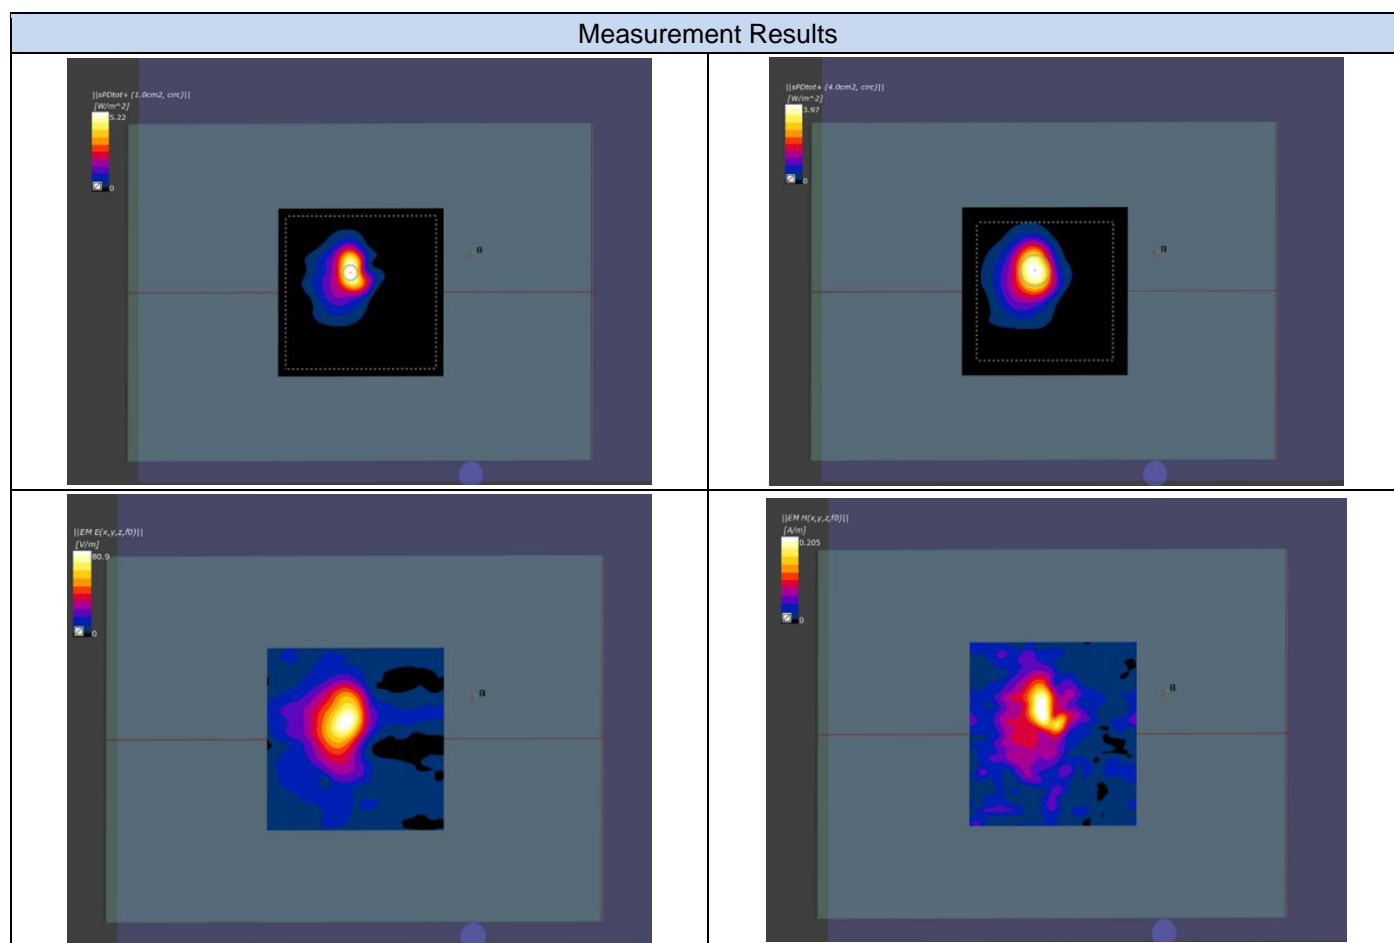 Measurement Results
||sPDtot+ (1.0cm2, circ)||
[W/m^2]
5.22
0
||sPDtot+ (4.0cm2, circ)||
[W/m^2]
3.97
0
||EM E(x,y,z,f0)||
[V/m]
80.9
0
||EM H(x,y,z,f0)||
[A/m]
0.205
0